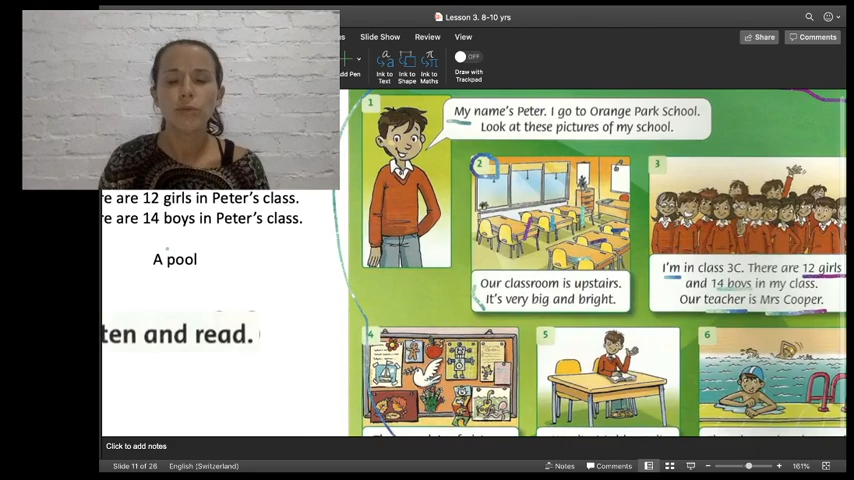 Lesson 3. 8-10 yrs
Slide Show
Review
View
Share
Comments
Add Pen
Ink to Text
Ink to Shape
Ink to Maths
OFF
Draw with Trackpad
1
My name's Peter. I go to Orange Park School.
Look at these pictures of my school.
2
3
re are 12 girls in Peter's class.
re are 14 boys in Peter's class.
A pool
Our classroom is upstairs.
It's very big and bright.
I'm in class 3C. There are 12 girls
and 14 boys in my class.
Our teacher is Mrs Cooper.
ten and read.
4
5
6
Click to add notes
Slide 11 of 26
English (Switzerland)
Notes
Comments
161%